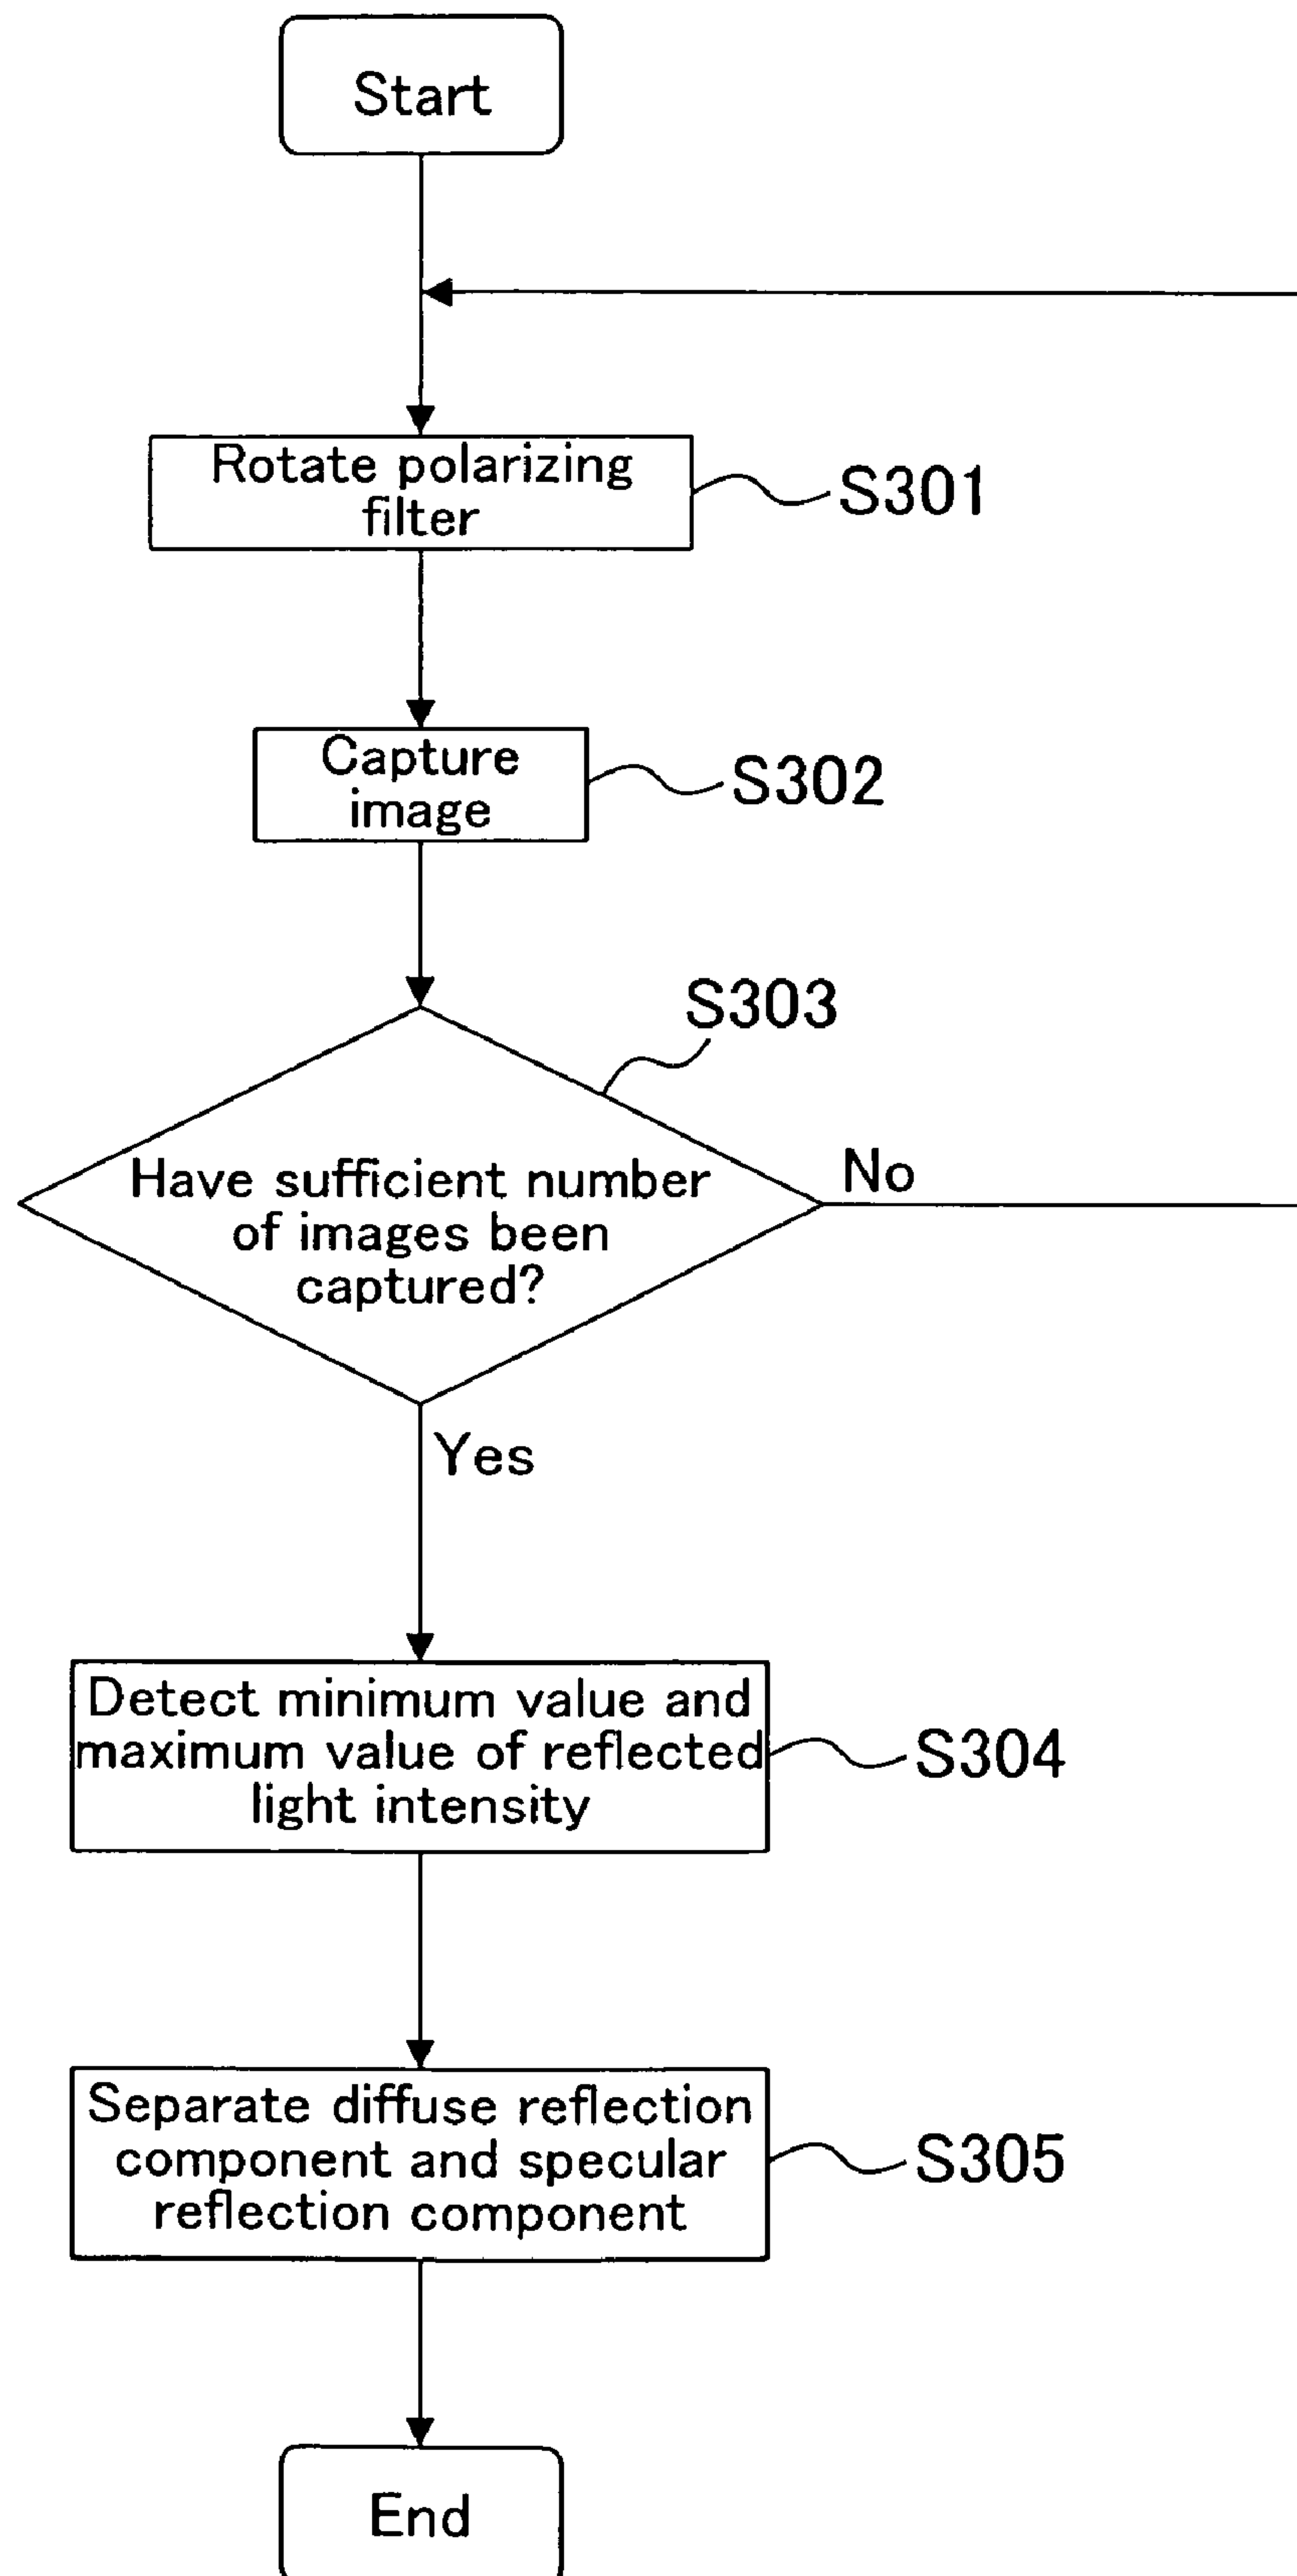 Start
Rotate polarizing
filter
S301
Capture
image
S302
S303
Have sufficient number
of images been
captured?
No
Yes
Detect minimum value and
maximum value of reflected
light intensity
S304
Separate diffuse reflection
component and specular
reflection component
S305
End